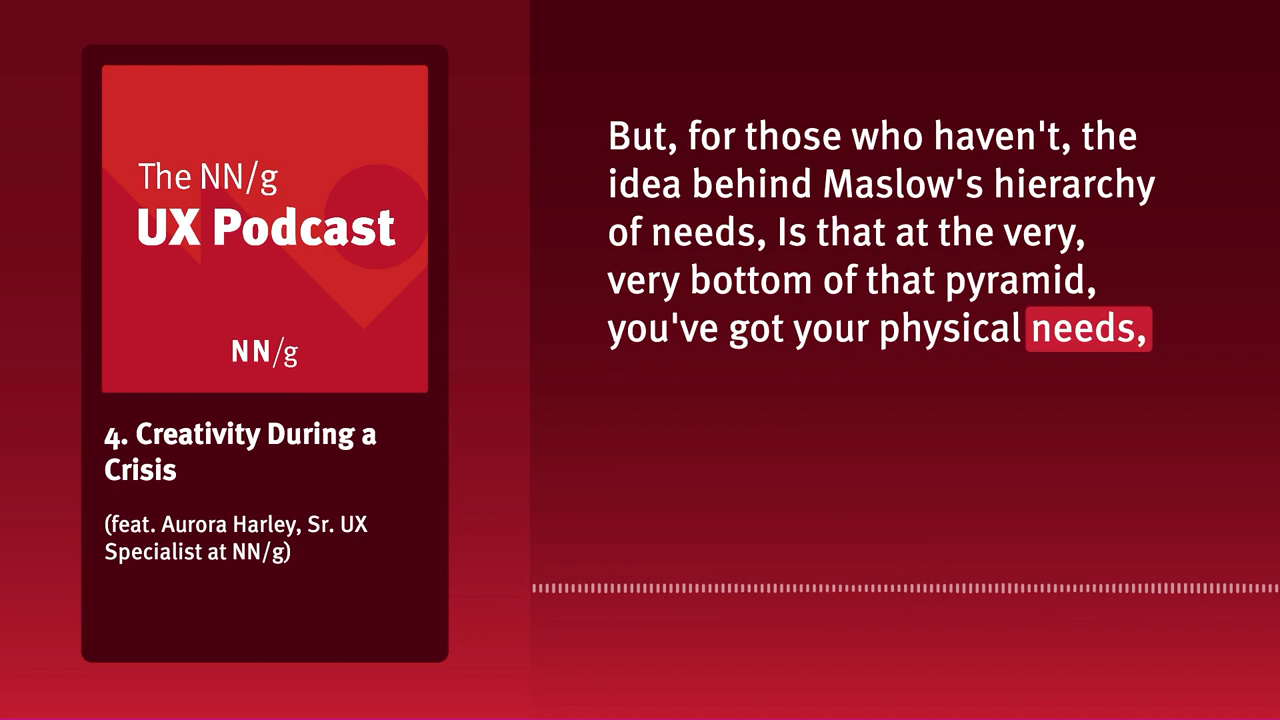 The NN/g
UX Podcast
NN/g
4. Creativity During a
Crisis
(feat. Aurora Harley, Sr. UX
Specialist at NN/g)
But, for those who haven't, the
idea behind Maslow's hierarchy
of needs, Is that at the very,
very bottom of that pyramid,
you've got your physical needs,